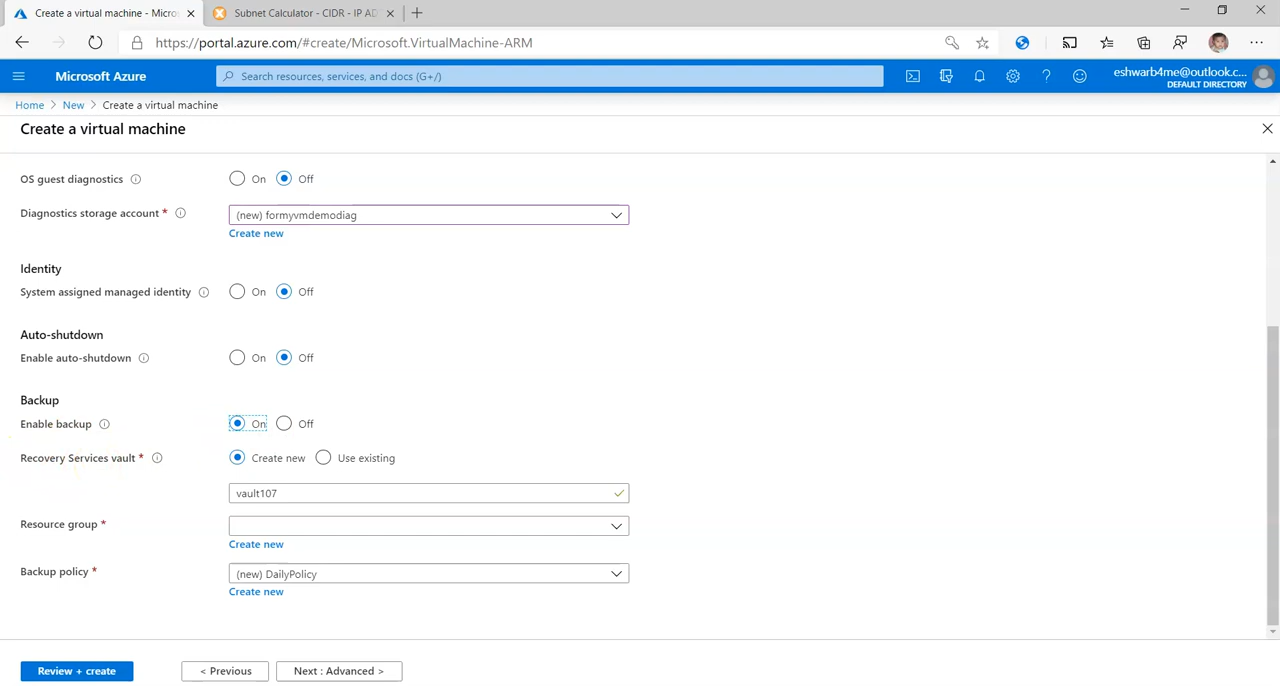 Create a virtual machine - Micros
Subnet Calculator - CIDR - IP AD
https://portal.azure.com/#create/Microsoft.VirtualMachine-ARM
Microsoft Azure
Search resources, services, and docs (G+/)
eshwarb4me@outlook.c...
DEFAULT DIRECTORY
Home > New > Create a virtual machine
Create a virtual machine
OS guest diagnostics On Off
Diagnostics storage account * (new) formyvmdemodiag
Create new
Identity
System assigned managed identity On Off
Auto-shutdown
Enable auto-shutdown On Off
Backup
Enable backup On Off
Recovery Services vault * Create new Use existing
vault107
Resource group *
Create new
Backup policy * (new) DailyPolicy
Create new
Review + create < Previous Next : Advanced >